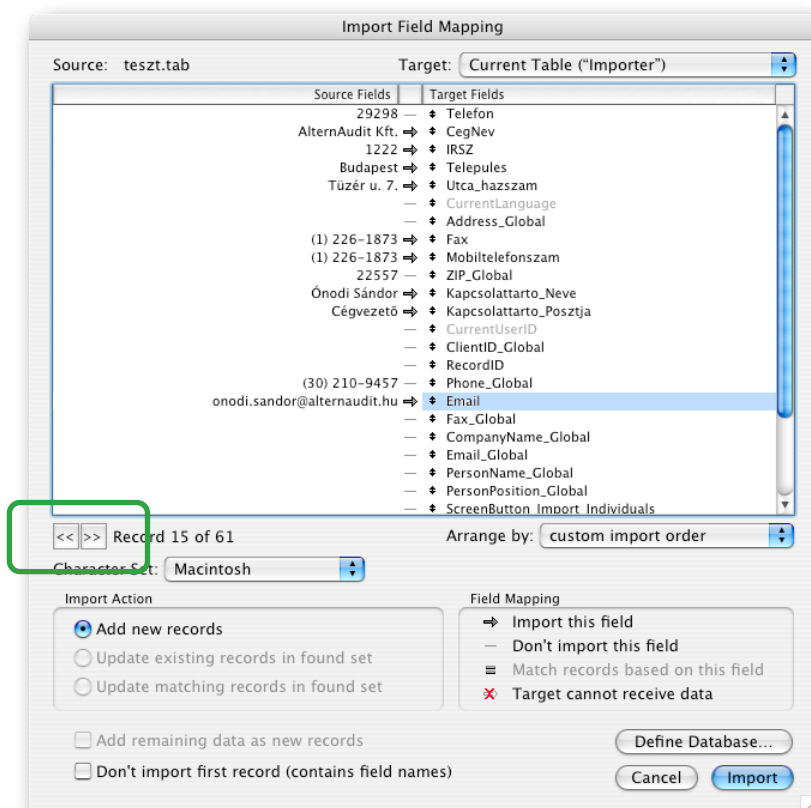 Import Field Mapping
Source: teszt.tab Target: Current Table (“Importer”)
Source Fields Target Fields
29298 — Telefon
AlternAudit Kft. CegNev
1222 IRSZ
Budapest Telepules
Tüzér u. 7. Utca_hazszam
— CurrentLanguage
— Address_Global
(1) 226-1873 Fax
(1) 226-1873 Mobiltelefonszam
22557 — ZIP_Global
Ónodi Sándor Kapcsolattarto_Neve
Cégvezetõ Kapcsolattarto_Posztja
— CurrentUserID
— ClientID_Global
— RecordID
(30) 210-9457 — Phone_Global
onodi.sandor@alternaudit.hu Email
— Fax_Global
— CompanyName_Global
— Email_Global
— PersonName_Global
— PersonPosition_Global
— ScreenButton_Import_Individuals
<< >> Record 15 of 61 Arrange by: custom import order
Character Set: Macintosh
Import Action Field Mapping
Add new records Import this field
Update existing records in found set — Don't import this field
Update matching records in found set Match records based on this field
Target cannot receive data
Add remaining data as new records Define Database...
Don't import first record (contains field names) Cancel Import